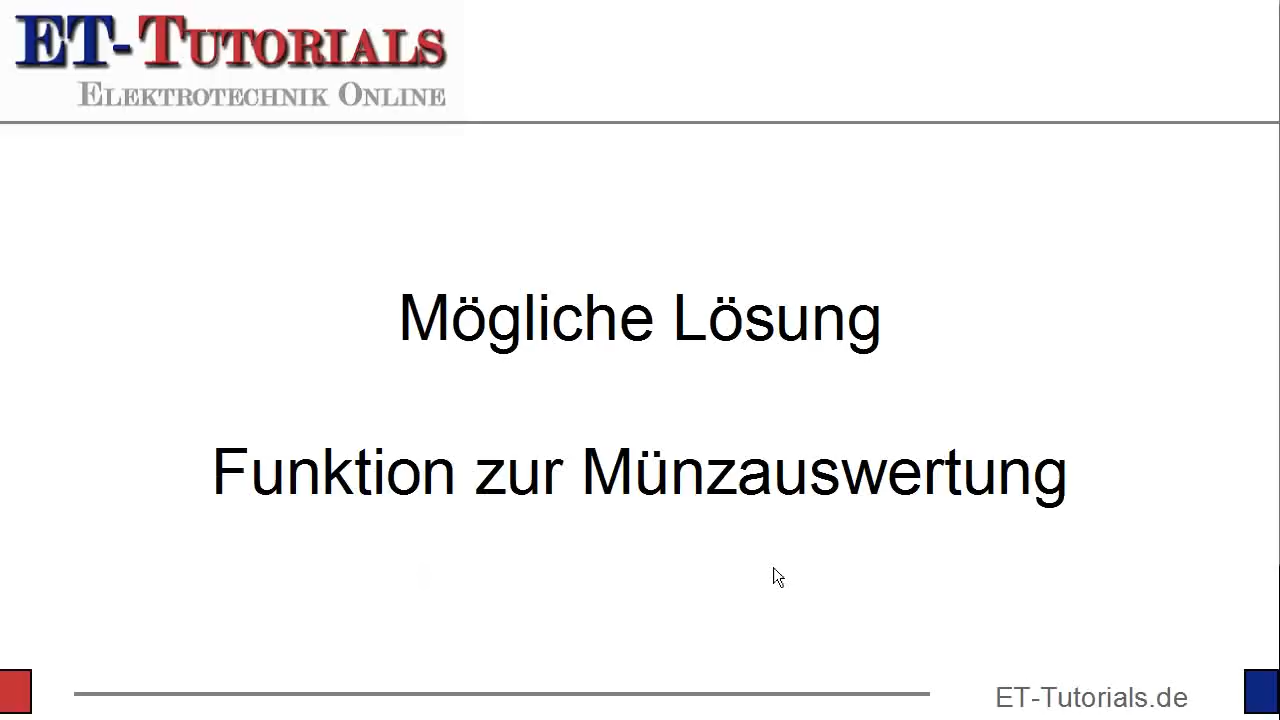 ET-TUTORIALS
ELEKTROTECHNIK ONLINE
Mögliche Lösung
Funktion zur Münzauswertung
ET-Tutorials.de